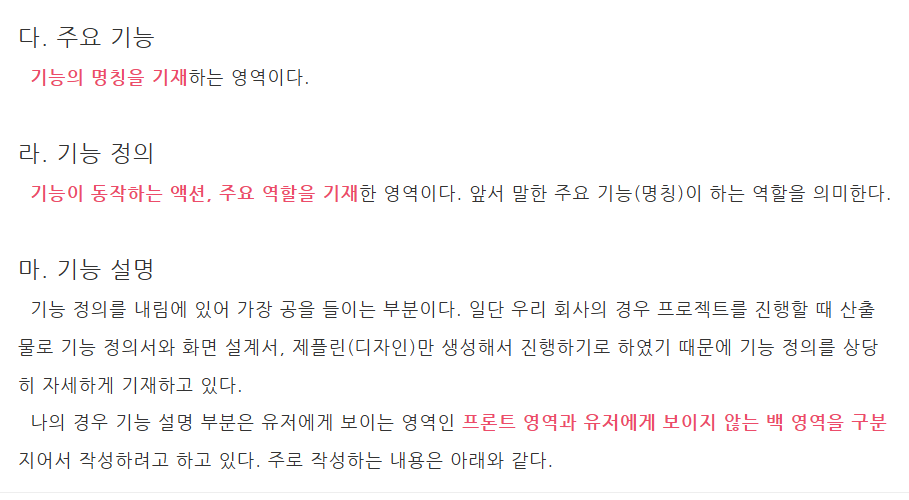 다. 주요 기능
기능의 명칭을 기재하는 영역이다.
라. 기능 정의
기능이 동작하는 액션, 주요 역할을 기재한 영역이다. 앞서 말한 주요 기능(명칭)이 하는 역할을 의미한다.
마. 기능 설명
기능 정의를 내림에 있어 가장 공을 들이는 부분이다. 일단 우리 회사의 경우 프로젝트를 진행할 때 산출
물로 기능 정의서와 화면 설계서, 제플린(디자인)만 생성해서 진행하기로 하였기 때문에 기능 정의를 상당
히 자세하게 기재하고 있다.
나의 경우 기능 설명 부분은 유저에게 보이는 영역인 프론트 영역과 유저에게 보이지 않는 백 영역을 구분
지어서 작성하려고 하고 있다. 주로 작성하는 내용은 아래와 같다.